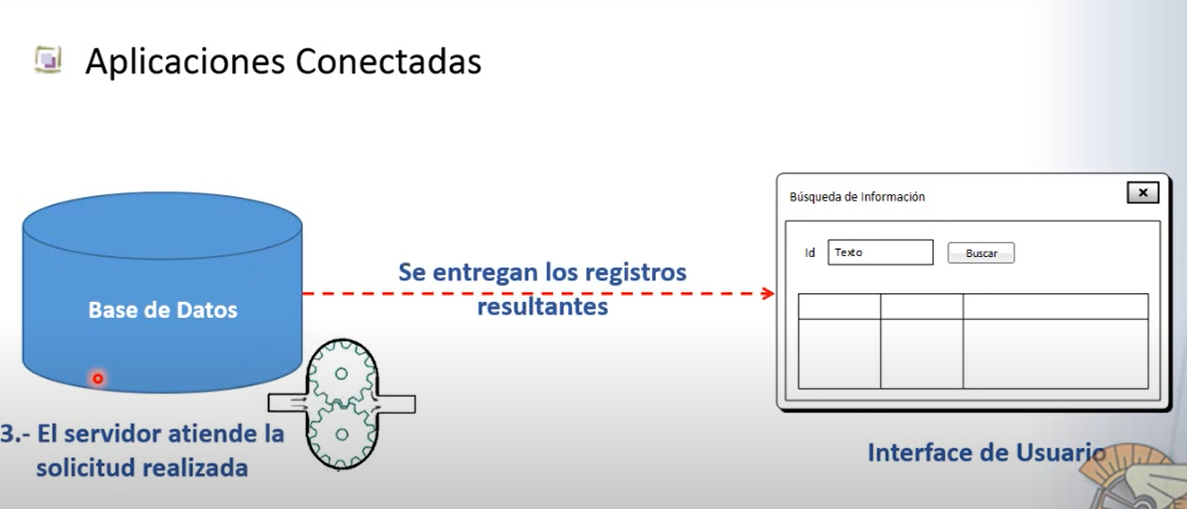 Aplicaciones Conectadas
Base de Datos
3.- El servidor atiende la
solicitud realizada
Se entregan los registros
resultantes
Búsqueda de Información
Id
Texto
Buscar
Interface de Usuario